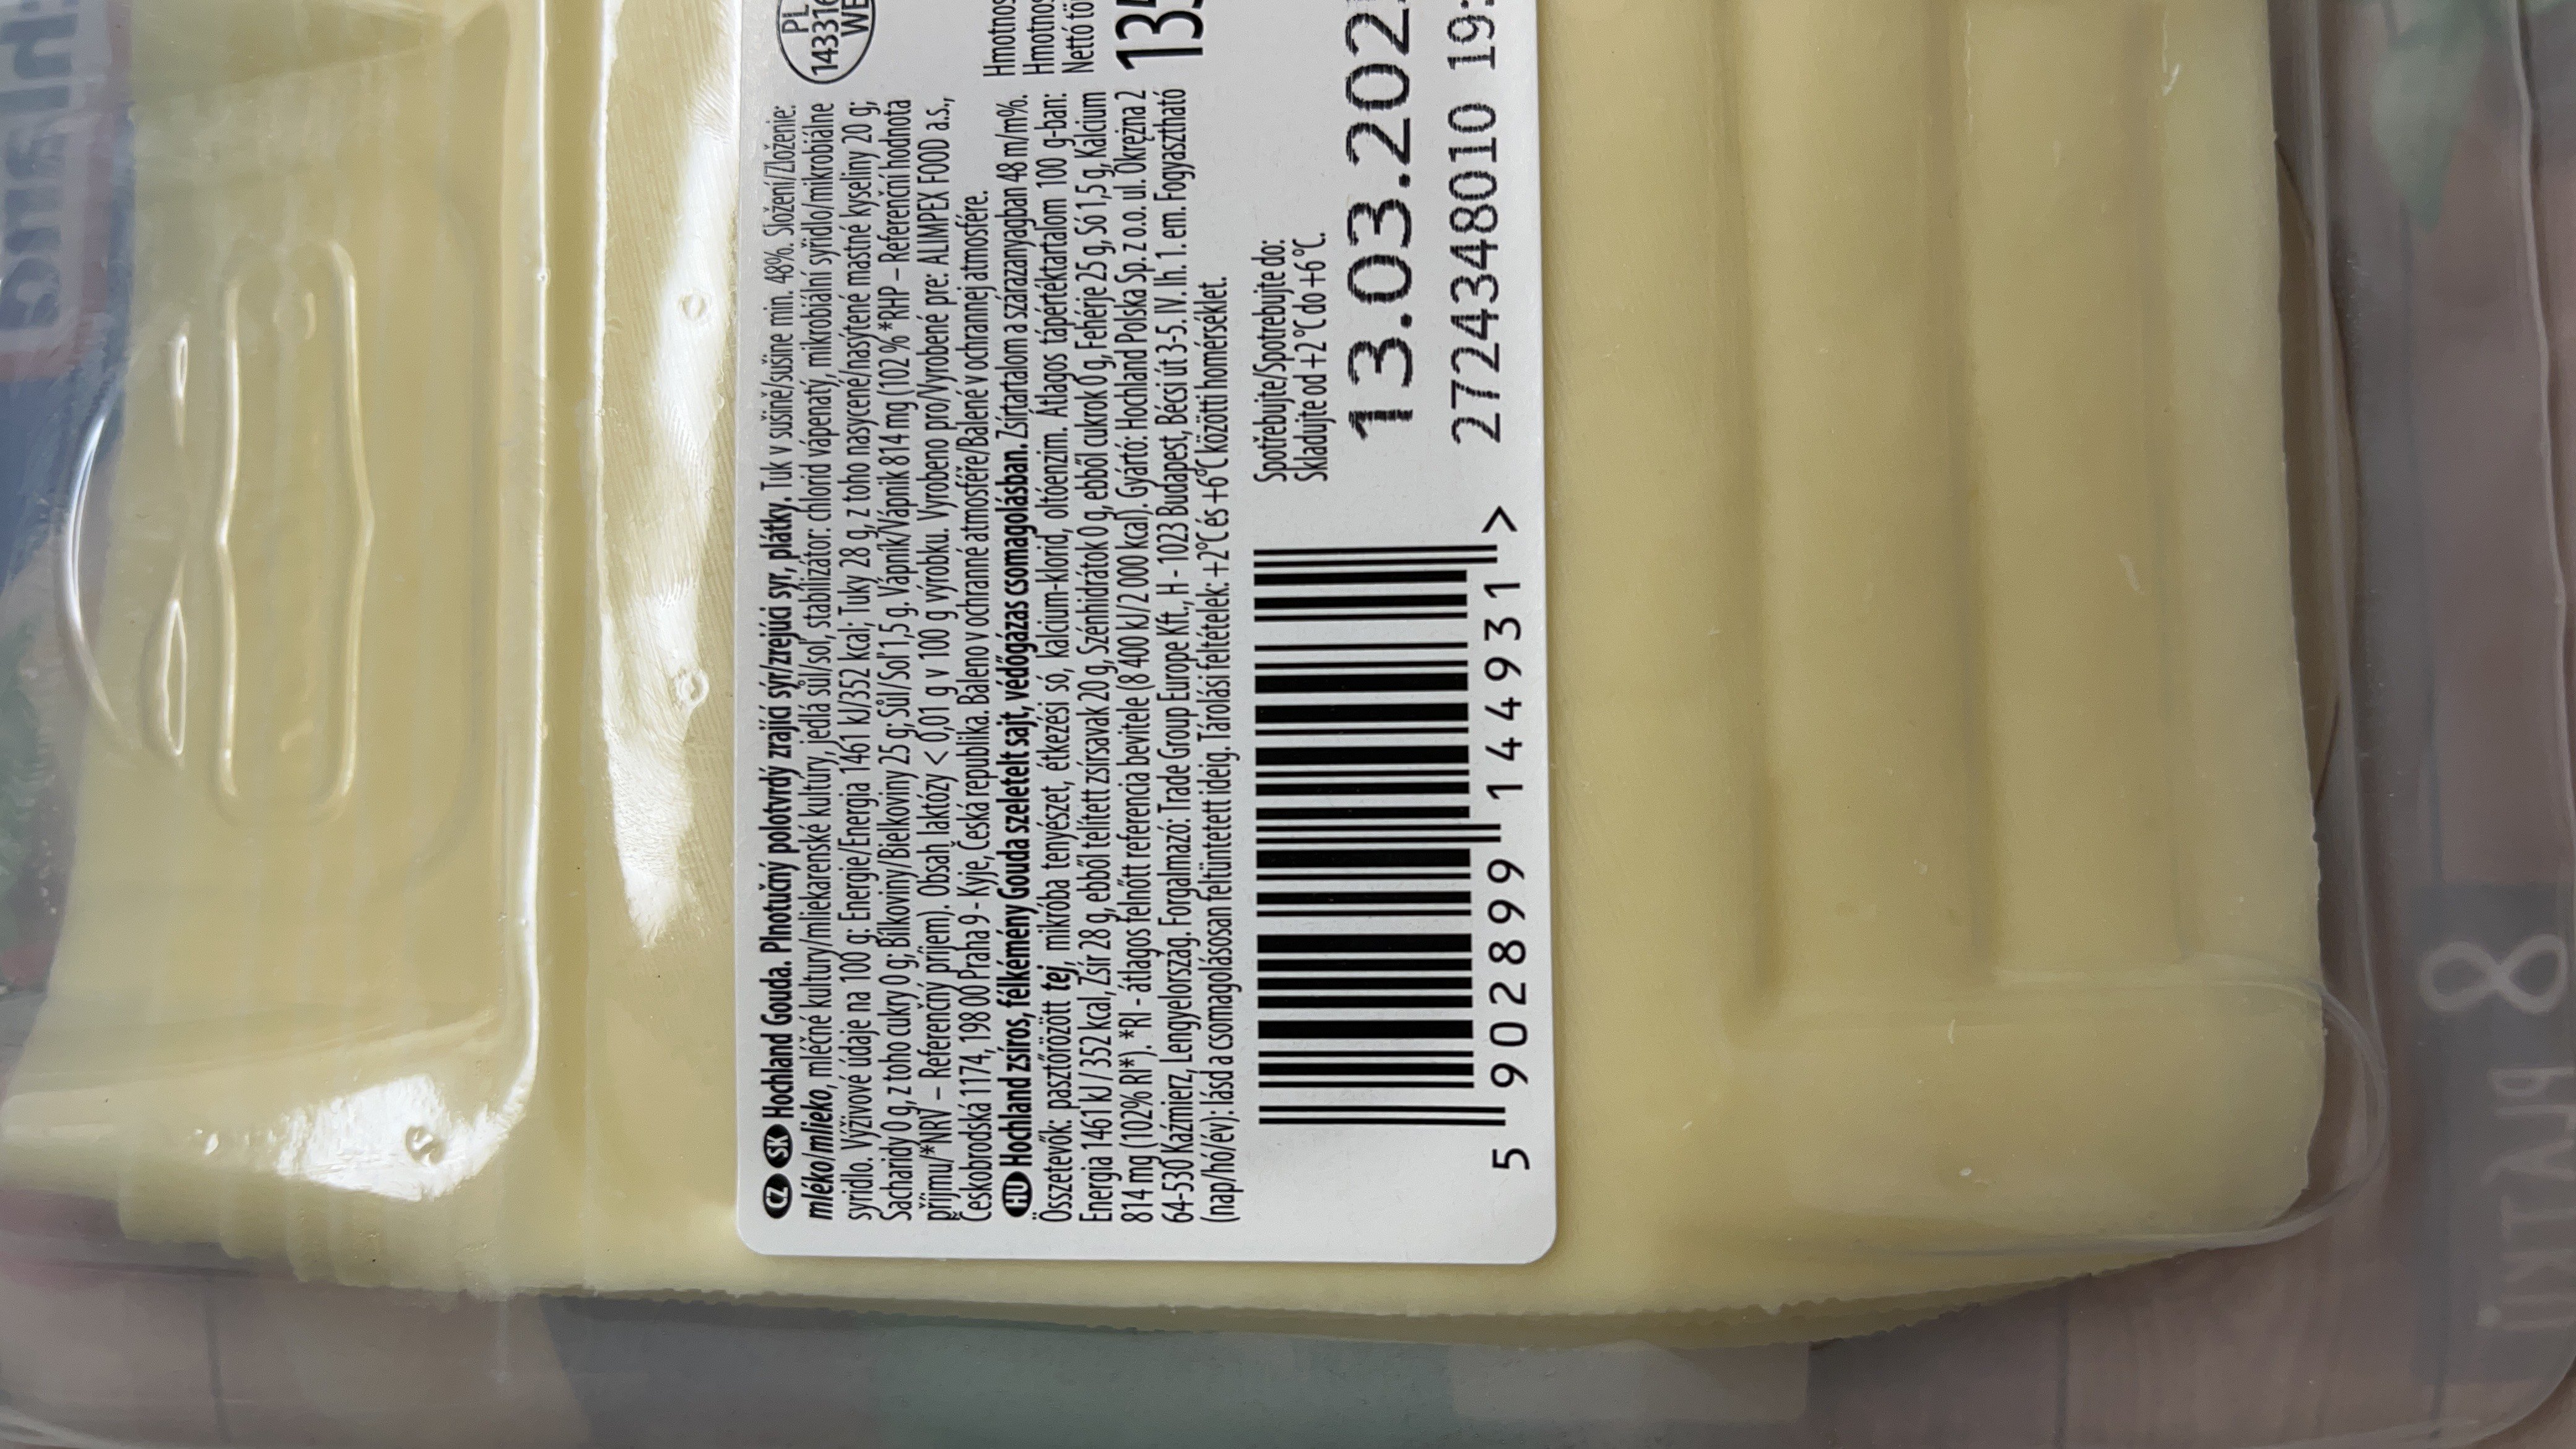 CZ SK Hochland Gouda. Plnotučný polotvrdý zrající sýr/zrejúci syr, plátky. Tuk v sušině/sušine min. 48%. Složení/Zloženie:
mléko/mlieko, mléčné kultury/mliekarenské kultúry, jedlá sůl/soľ, stabilizátor: chlorid vápenatý, mikrobiální syřidlo/mikrobiálne
syridlo. Výživové údaje na 100 g: Energie/Energia 1461 kJ/352 kcal; Tuky 28 g, z toho nasycené/nasýtené mastné kyseliny 20 g;
Sacharidy 0 g, z toho cukry 0 g; Bílkoviny/Bielkoviny 25 g; Sůl/Soľ 1,5 g. Vápník/Vápnik 814 mg (102 % *RHP – Referenční hodnota
příjmu/*NRV – Referenčný príjem). Obsah laktózy < 0,01 g v 100 g výrobku. Vyrobeno pro/Vyrobené pre: ALIMPEX FOOD a.s.,
Českobrodská 1174, 198 00 Praha 9 - Kyje, Česká republika. Baleno v ochranné atmosféře/Balené v ochrannej atmosfére.
HU Hochland zsíros, félkemény Gouda szeletelt sajt, védőgázas csomagolásban. Zsírtartalom a szárazanyagban 48 m/m%.
Összetevők: pasztőrözött tej, mikróba tenyészet, étkezési só, kalcium-klorid, oltóenzim. Átlagos tápértéktartalom 100 g-ban:
Energia 1461 kJ / 352 kcal, Zsír 28 g, ebből telített zsírsavak 20 g, Szénhidrátok 0 g, ebből cukrok 0 g, Fehérje 25 g, Só 1,5 g, Kalcium
814 mg (102% RI*). *RI - átlagos felnőtt referencia bevitele (8 400 kJ/2 000 kcal). Gyártó: Hochland Polska Sp. z o.o. ul. Okrężna 2
64-530 Kaźmierz, Lengyelország. Forgalmazó: Trade Group Europe Kft., H - 1023 Budapest, Bécsi út 3-5. IV. lh. 1. em. Fogyasztható
(nap/hó/év): lásd a csomagolásosan feltüntetett ideig. Tárolási feltételek: +2°C és +6°C közötti homérséklet.
PL
143316
WE
Hmotnos
Hmotnos
Nettó tö
135
Spotřebujte/Spotrebujte do:
Skladujte od +2°C do +6°C.
13.03.202
2724348010 19:
5 902899 144931 >